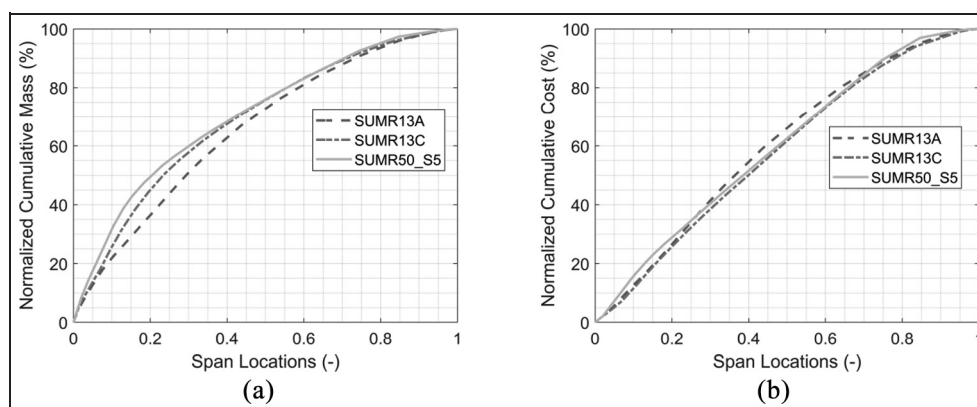 Normalized Cumulative Mass (%)
100
80
60
40
20
0
SUMR13A
SUMR13C
SUMR50_S5
0 0.2 0.4 0.6 0.8 1
Span Locations (-)
(a)
Normalized Cumulative Cost (%)
100
80
60
40
20
0
SUMR13A
SUMR13C
SUMR50_S5
0 0.2 0.4 0.6 0.8 1
Span Locations (-)
(b)